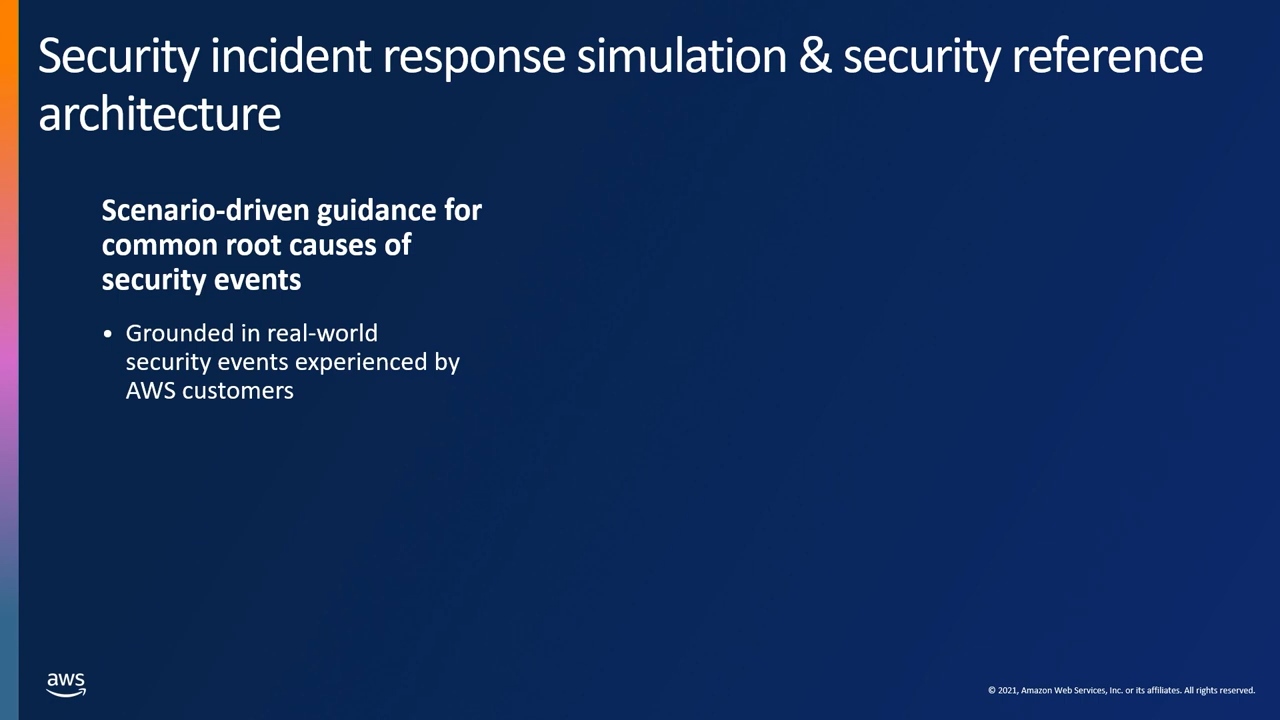 Security incident response simulation & security reference
architecture
Scenario-driven guidance for
common root causes of
security events
• Grounded in real-world
security events experienced by
AWS customers
aws
© 2021, Amazon Web Services, Inc. or its affiliates. All rights reserved.